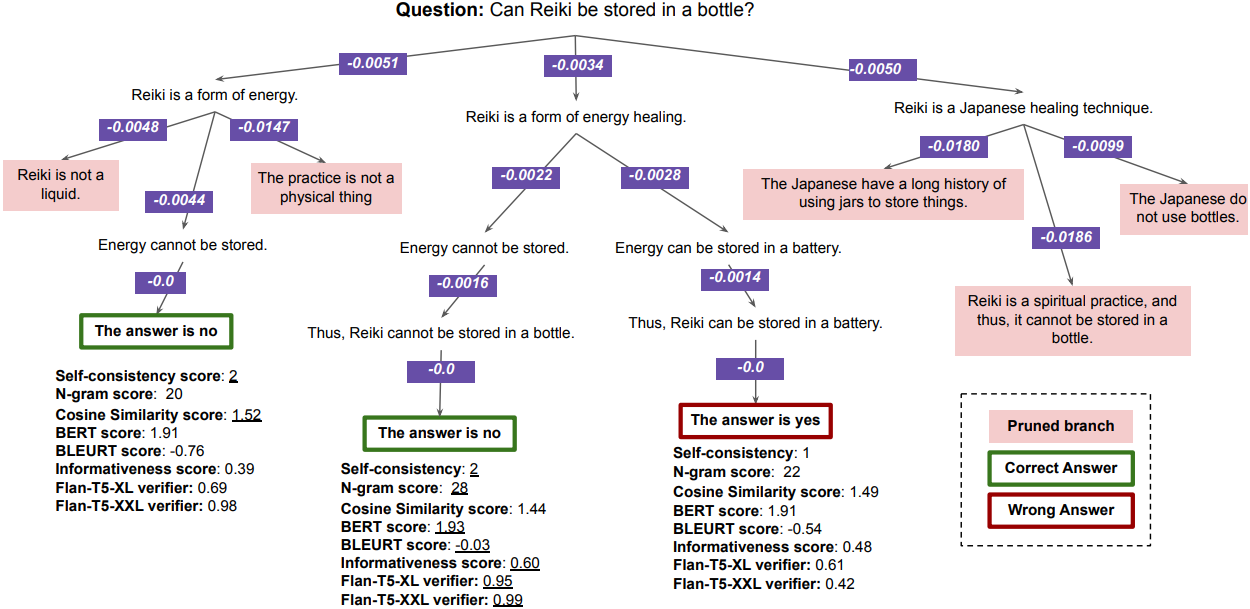 Question: Can Reiki be stored in a bottle?
-0.0051
-0.0034
-0.0050
Reiki is a form of energy.
Reiki is a form of energy healing.
Reiki is a Japanese healing technique.
-0.0048
-0.0147
-0.0044
Reiki is not a
liquid.
The practice is not a
physical thing
Energy cannot be stored.
-0.0
The answer is no
Self-consistency score: 2
N-gram score: 20
Cosine Similarity score: 1.52
BERT score: 1.91
BLEURT score: -0.76
Informativeness score: 0.39
Flan-T5-XL verifier: 0.69
Flan-T5-XXL verifier: 0.98
-0.0022
-0.0028
Energy cannot be stored.
Energy can be stored in a battery.
-0.0016
Thus, Reiki cannot be stored in a bottle.
-0.0
The answer is no
Self-consistency: 2
N-gram score: 28
Cosine Similarity score: 1.44
BERT score: 1.93
BLEURT score: -0.03
Informativeness score: 0.60
Flan-T5-XL verifier: 0.95
Flan-T5-XXL verifier: 0.99
-0.0014
Thus, Reiki can be stored in a battery.
-0.0
The answer is yes
Self-consistency: 1
N-gram score: 22
Cosine Similarity score: 1.49
BERT score: 1.91
BLEURT score: -0.54
Informativeness score: 0.48
Flan-T5-XL verifier: 0.61
Flan-T5-XXL verifier: 0.42
-0.0180
-0.0099
-0.0186
The Japanese have a long history of
using jars to store things.
The Japanese do
not use bottles.
Reiki is a spiritual practice, and
thus, it cannot be stored in a
bottle.
Pruned branch
Correct Answer
Wrong Answer